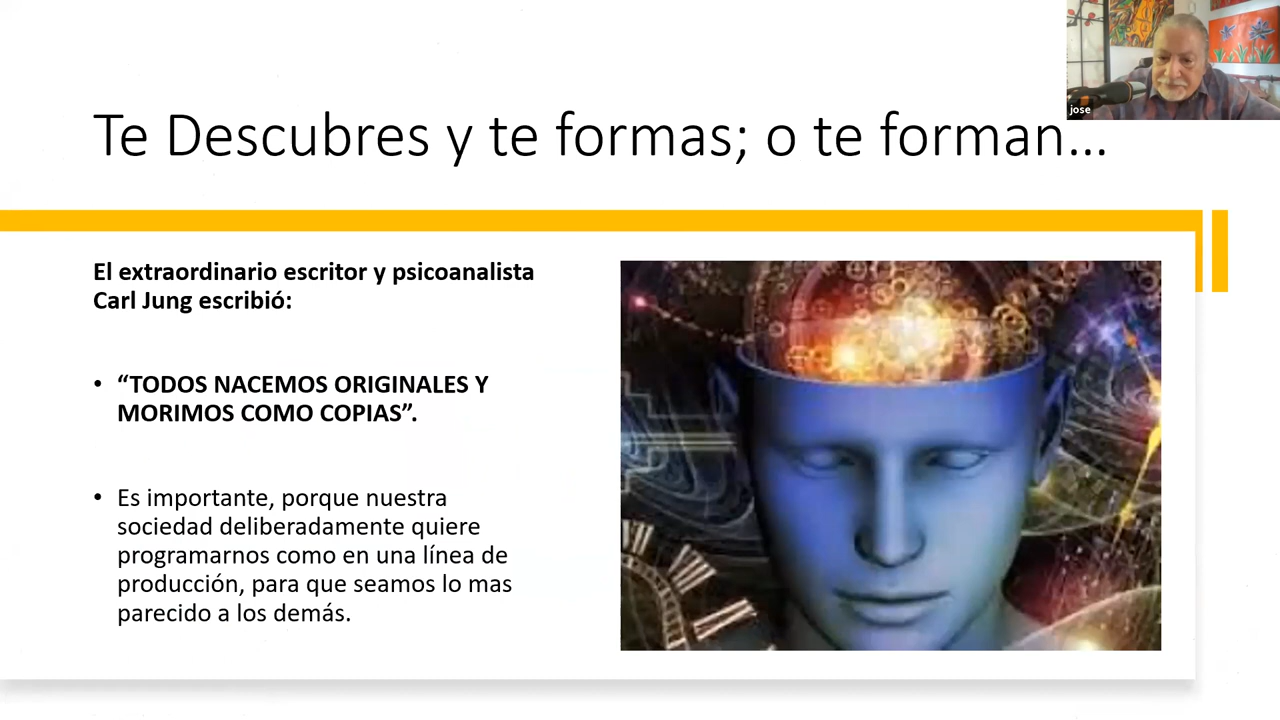 jose
Te Descubres y te formas; o te forman...
El extraordinario escritor y psicoanalista
Carl Jung escribió:
• “TODOS NACEMOS ORIGINALES Y
MORIMOS COMO COPIAS”.
• Es importante, porque nuestra
sociedad deliberadamente quiere
programarnos como en una línea de
producción, para que seamos lo mas
parecido a los demás.